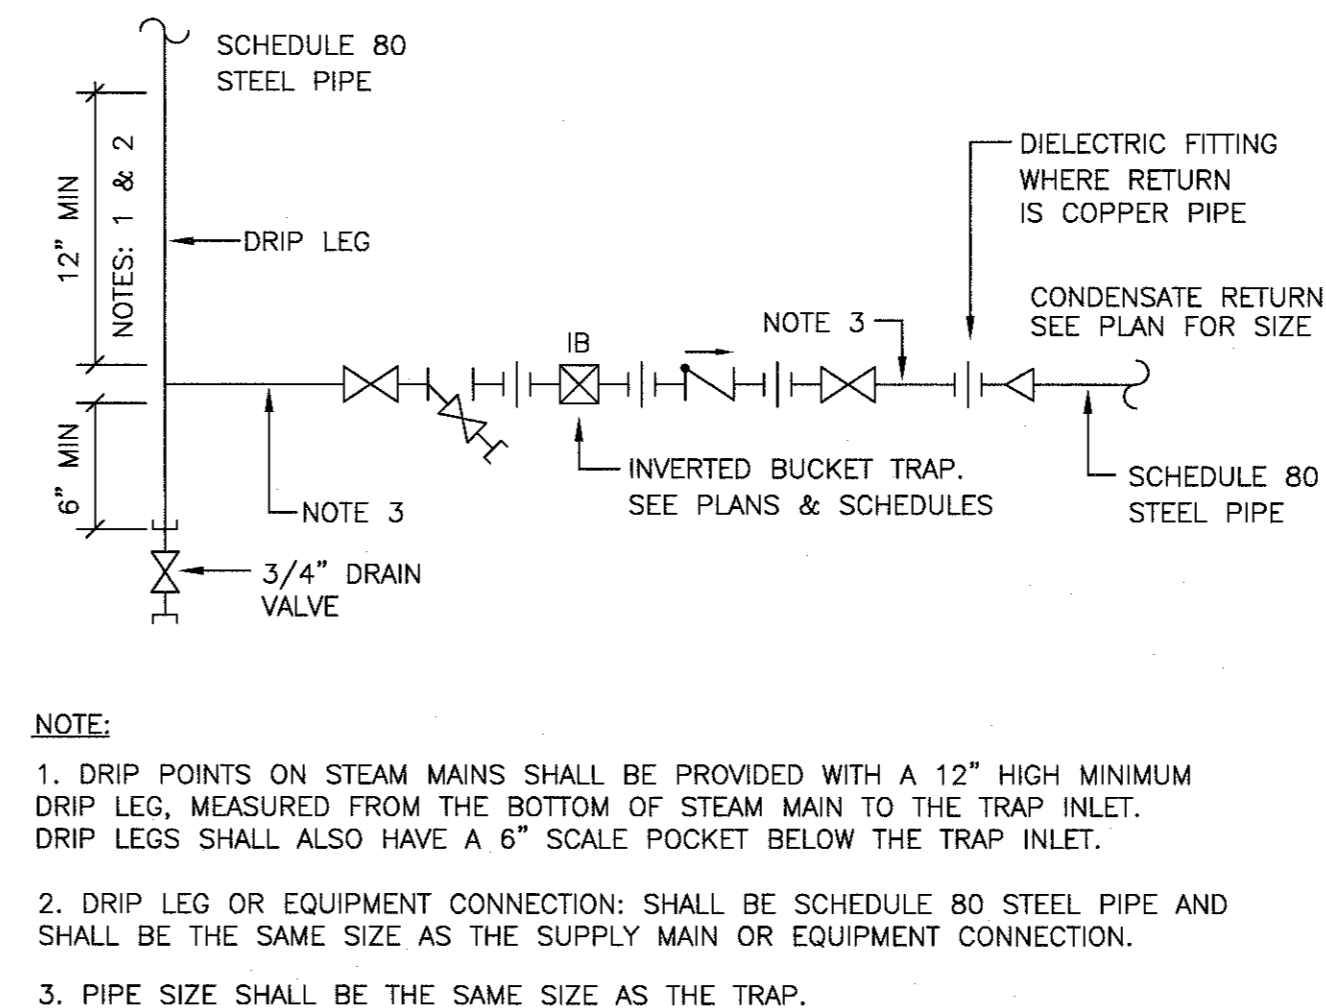 SCHEDULE 80
STEEL PIPE
12” MIN
NOTES: 1 & 2
DRIP LEG
DIELECTRIC FITTING
WHERE RETURN
IS COPPER PIPE
CONDENSATE RETURN
SEE PLAN FOR SIZE
NOTE 3
IB
6” MIN
NOTE 3
INVERTED BUCKET TRAP.
SEE PLANS & SCHEDULES
SCHEDULE 80
STEEL PIPE
3/4” DRAIN
VALVE
NOTE:
1. DRIP POINTS ON STEAM MAINS SHALL BE PROVIDED WITH A 12” HIGH MINIMUM
DRIP LEG, MEASURED FROM THE BOTTOM OF STEAM MAIN TO THE TRAP INLET.
DRIP LEGS SHALL ALSO HAVE A 6” SCALE POCKET BELOW THE TRAP INLET.
2. DRIP LEG OR EQUIPMENT CONNECTION: SHALL BE SCHEDULE 80 STEEL PIPE AND
SHALL BE THE SAME SIZE AS THE SUPPLY MAIN OR EQUIPMENT CONNECTION.
3. PIPE SIZE SHALL BE THE SAME SIZE AS THE TRAP.